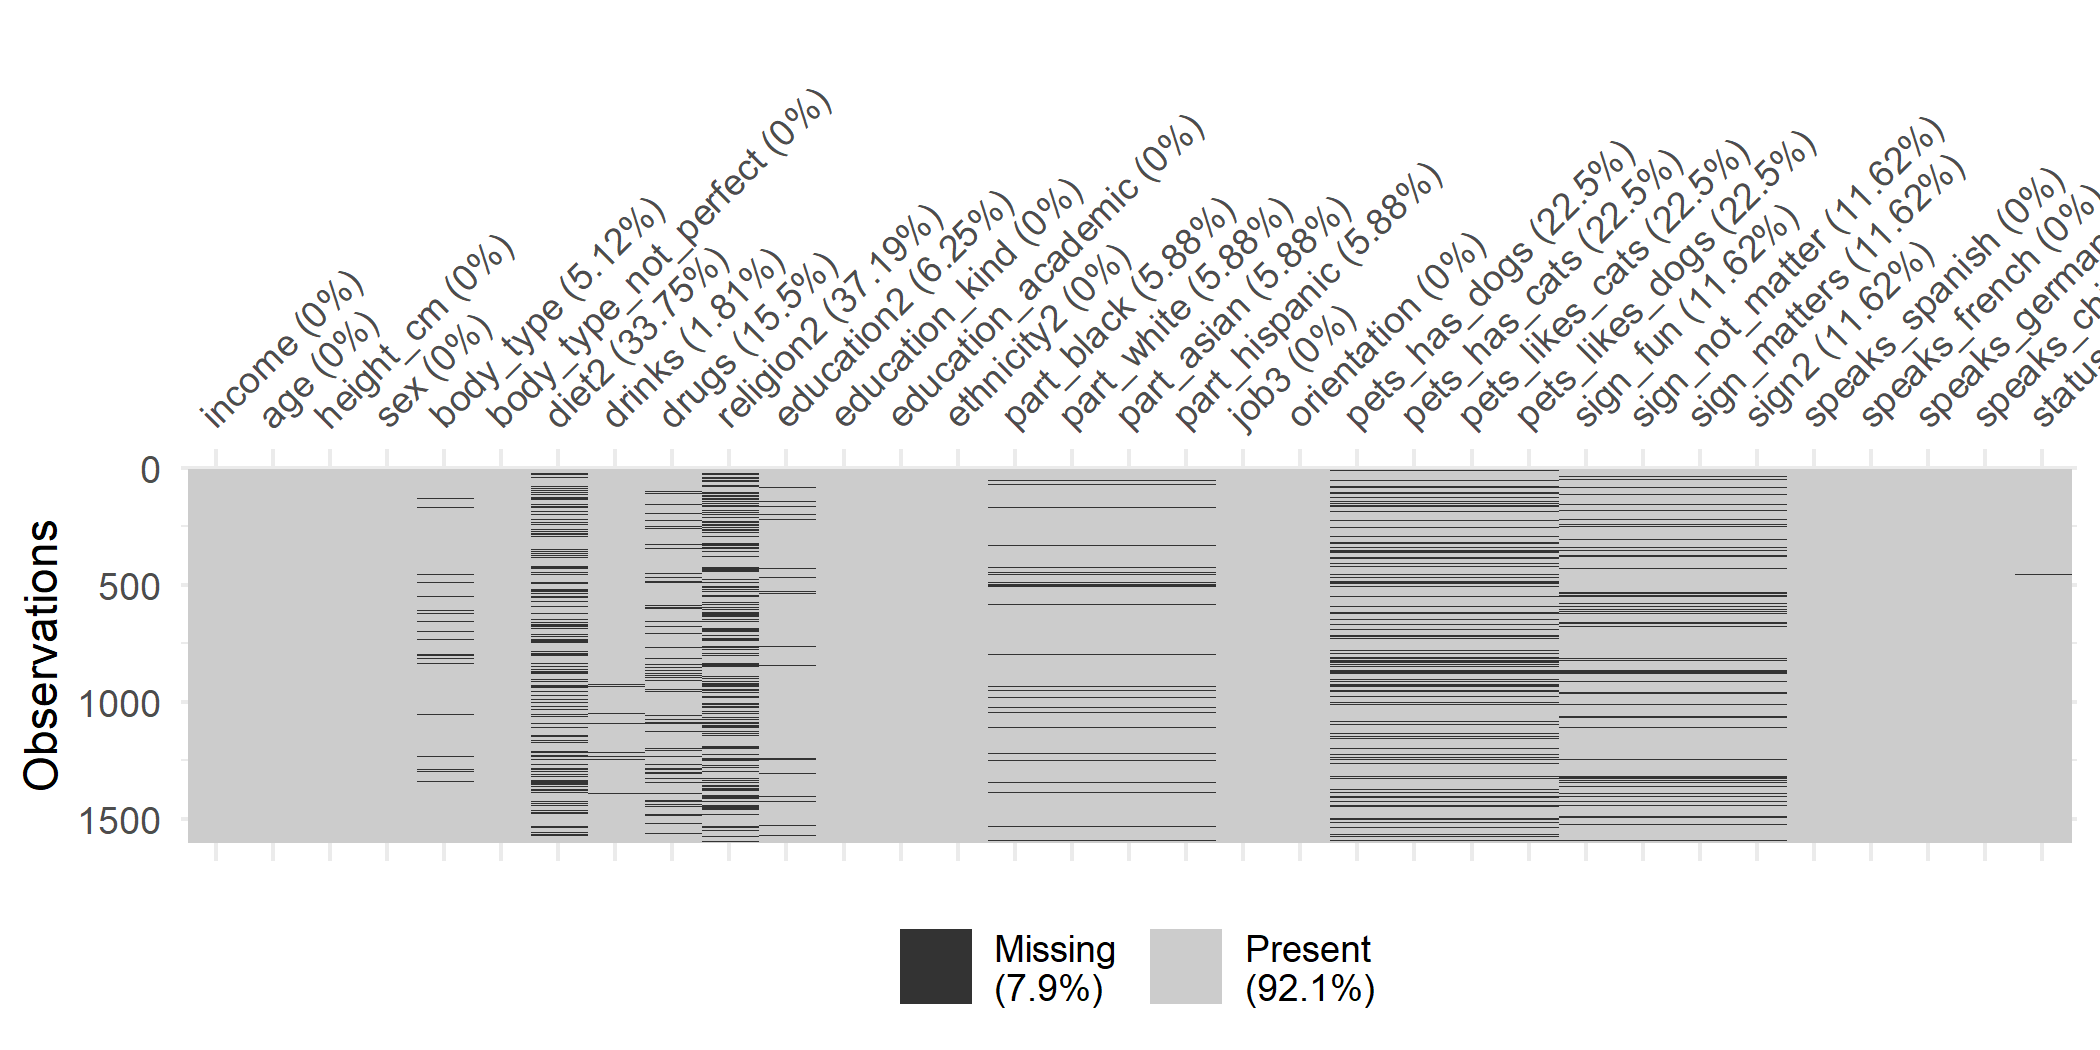 income (0%)
age (0%)
height_cm (0%)
sex (0%)
body_type (5.12%)
body_type_not_perfect (0%)
diet2 (33.75%)
drinks (1.81%)
drugs (15.5%)
religion2 (37.19%)
education2 (6.25%)
education_kind (0%)
education_academic (0%)
ethnicity2 (0%)
part_black (5.88%)
part_white (5.88%)
part_asian (5.88%)
part_hispanic (5.88%)
job3 (0%)
orientation (0%)
pets_has_dogs (22.5%)
pets_has_cats (22.5%)
pets_likes_cats (22.5%)
pets_likes_dogs (22.5%)
sign_fun (11.62%)
sign_not_matter (11.62%)
sign_matters (11.62%)
sign2 (11.62%)
speaks_spanish (0%)
speaks_french (0%)
speaks_german
speaks_chi
status
Observations
0
500
1000
1500
Missing
(7.9%)
Present
(92.1%)